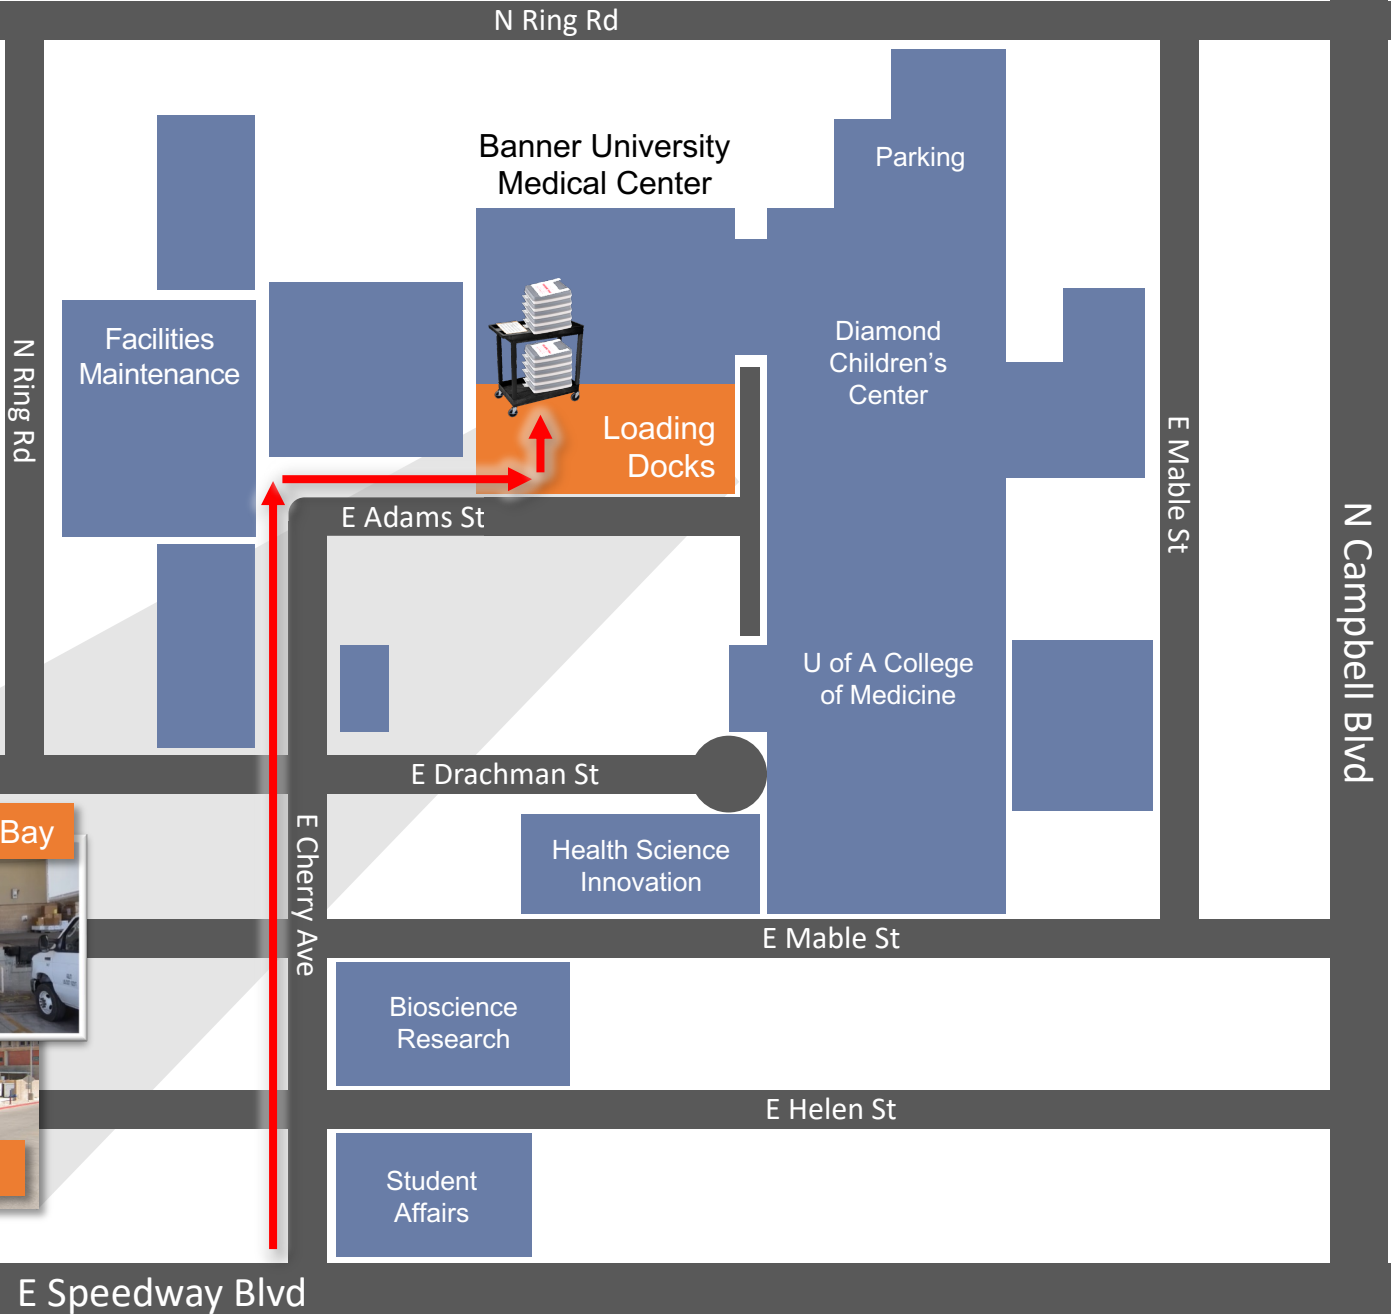 N Ring Rd
Banner University
Medical Center
Parking
Facilities
Maintenance
N Ring Rd
Diamond
Children's
Center
Loading
Docks
E Mable St
E Adams St
N Campbell Blvd
U of A College
of Medicine
E Drachman St
Bay
E Cherry Ave
Health Science
Innovation
E Mable St
Bioscience
Research
E Helen St
Student
Affairs
E Speedway Blvd